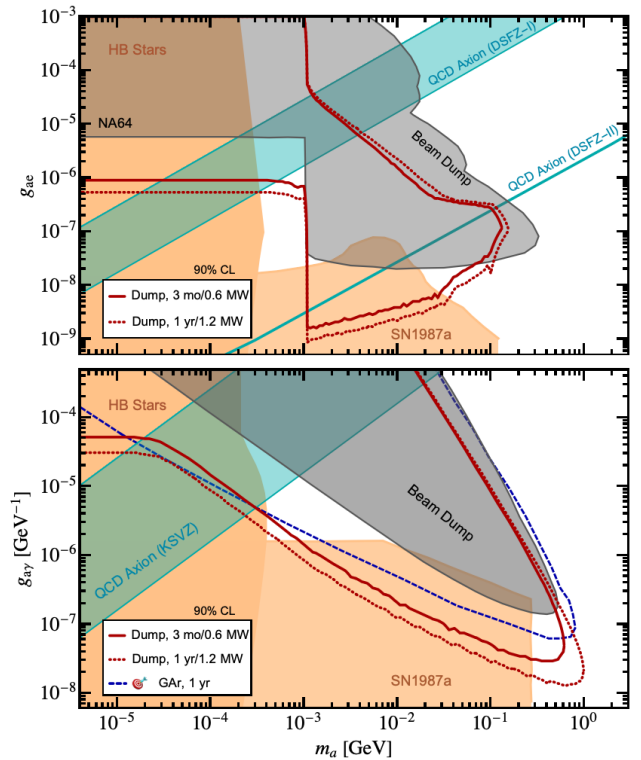 10⁻³
10⁻⁴
10⁻⁵
10⁻⁶
10⁻⁷
10⁻⁸
10⁻⁹
g_ae
HB Stars
QCD Axion (DSFZ-I)
NA64
Beam Dump
QCD Axion (DSFZ-II)
90% CL
Dump, 3 mo/0.6 MW
Dump, 1 yr/1.2 MW
SN1987a
10⁻⁴
10⁻⁵
10⁻⁶
10⁻⁷
10⁻⁸
g_aγ [GeV⁻¹]
HB Stars
Beam Dump
QCD Axion (KSVZ)
90% CL
Dump, 3 mo/0.6 MW
Dump, 1 yr/1.2 MW
GAr, 1 yr
SN1987a
10⁻⁵ 10⁻⁴ 10⁻³ 10⁻² 10⁻¹ 10⁰
m_a [GeV]